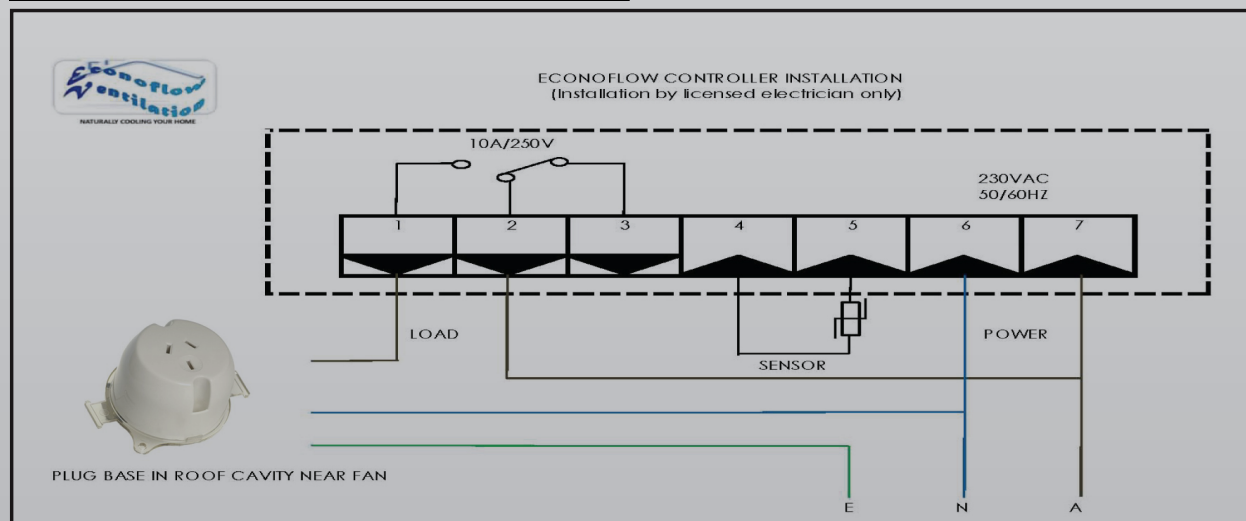 Econoflow
Ventilation
NATURALLY COOLING YOUR HOME
ECONOFLOW CONTROLLER INSTALLATION
(Installation by licensed electrician only)
10A/250V
230VAC
50/60HZ
1 2 3 4 5 6 7
LOAD
POWER
SENSOR
PLUG BASE IN ROOF CAVITY NEAR FAN
E N A